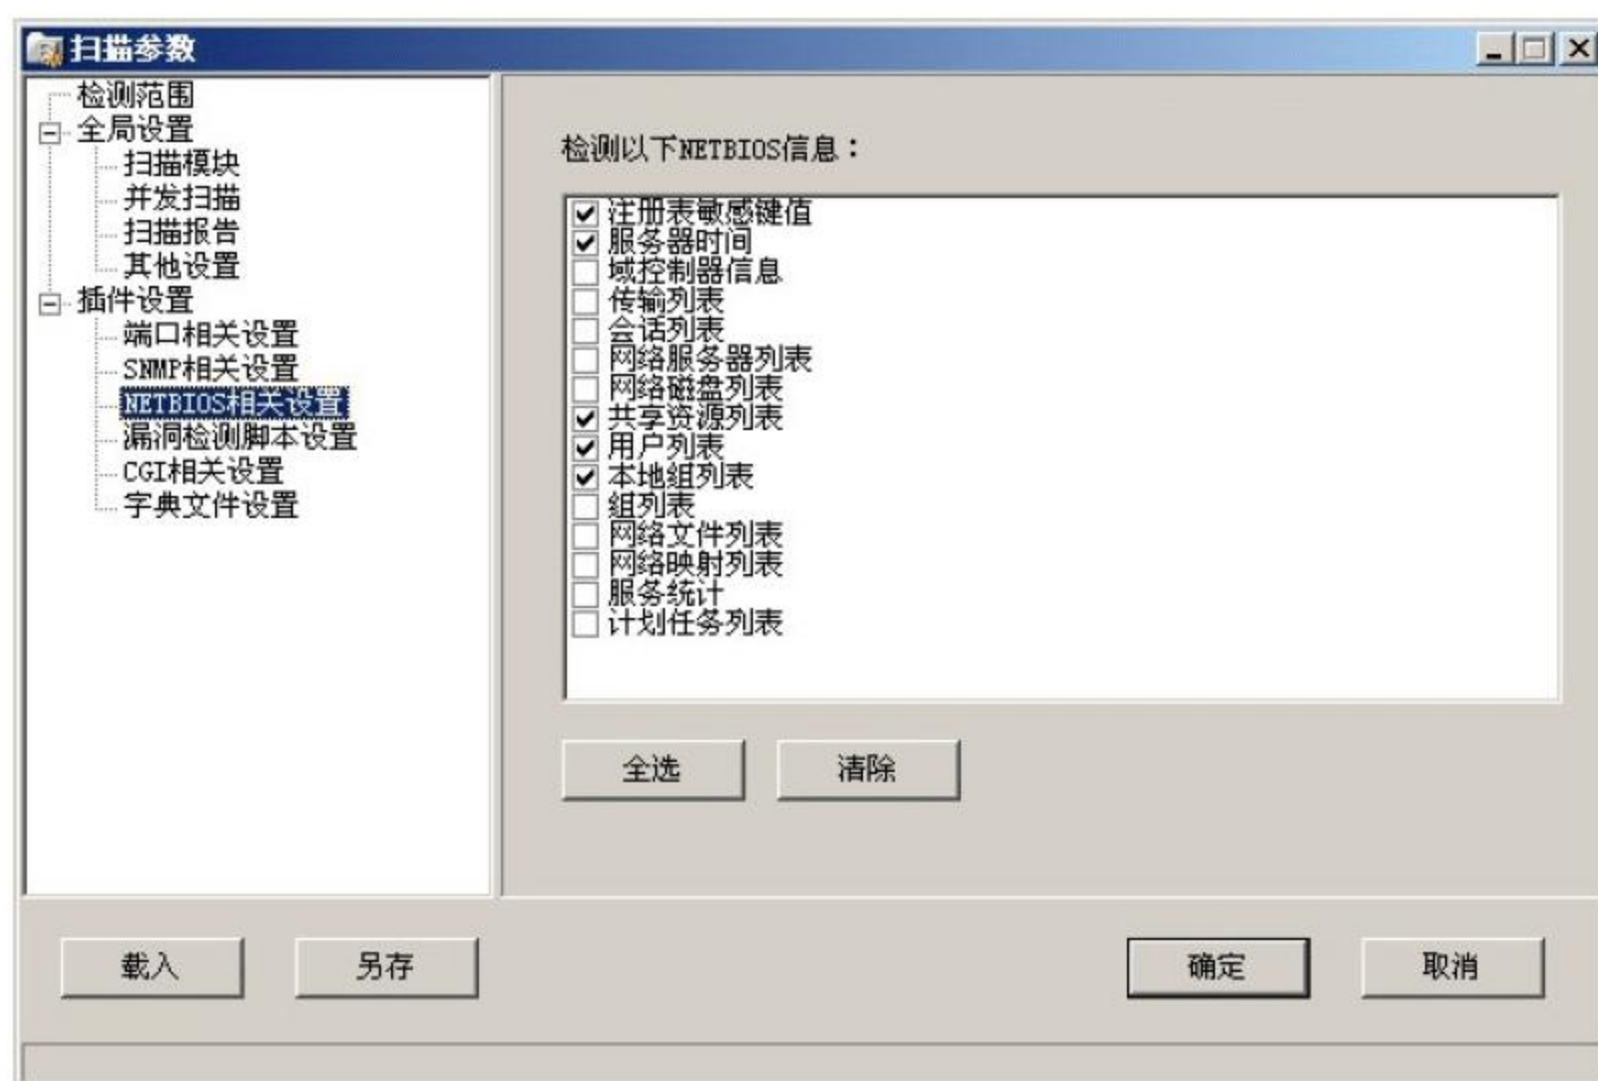 扫描参数
检测范围
全局设置
扫描模块
并发扫描
扫描报告
其他设置
插件设置
端口相关设置
SNMP相关设置
NETBIOS相关设置
漏洞检测脚本设置
CGI相关设置
字典文件设置
检测以下NETBIOS信息：
注册表敏感键值
服务器时间
域控制器信息
传输列表
会话列表
网络服务器列表
网络磁盘列表
共享资源列表
用户列表
本地组列表
组列表
网络文件列表
网络映射列表
服务统计
计划任务列表
全选 清除
载入 另存 确定 取消